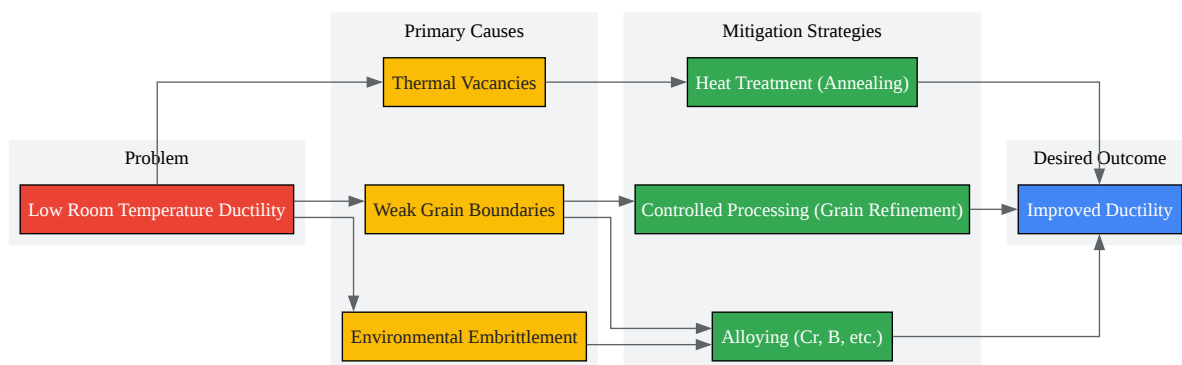 Primary Causes
Mitigation Strategies
Thermal Vacancies
Heat Treatment (Annealing)
Problem
Desired Outcome
Low Room Temperature Ductility
Weak Grain Boundaries
Controlled Processing (Grain Refinement)
Improved Ductility
Environmental Embrittlement
Alloying (Cr, B, etc.)